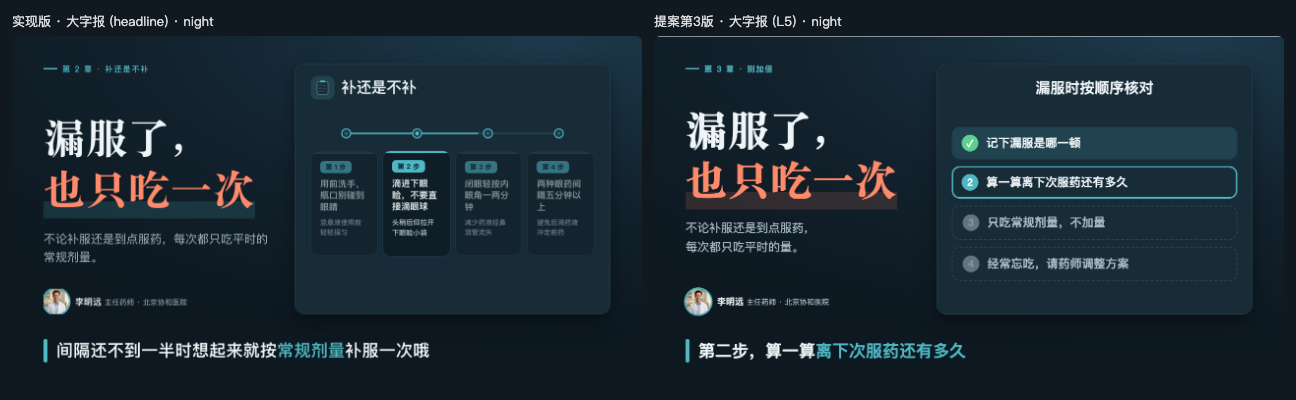 实现版 · 大字报 (headline) · night
第 2 章 · 补还是不补
漏服了，
也只吃一次
不论补服还是到点服药，每次都只吃平时的
常规剂量。
李明远 主任药师 · 北京协和医院
补还是不补
第 1 步
用前洗手，
瓶口别碰到
眼睛
混悬液使用前
轻轻摇匀
第 2 步
滴进下眼
睑，不要直
接滴眼球
头稍后仰拉开
下眼睑小袋
第 3 步
闭眼轻按内
眼角一两分
钟
减少药液经鼻
泪管流失
第 4 步
两种眼药间
隔五分钟以
上
避免后滴药液
冲走前药
间隔还不到一半时想起来就按常规剂量补服一次哦
提案第3版 · 大字报 (L5) · night
第 3 章 · 别加倍
漏服了，
也只吃一次
不论补服还是到点服药，
每次都只吃平时的量。
李明远 主任药师 · 北京协和医院
漏服时按顺序核对
记下漏服是哪一顿
2 算一算离下次服药还有多久
3 只吃常规剂量，不加量
4 经常忘吃，请药师调整方案
第二步，算一算离下次服药还有多久